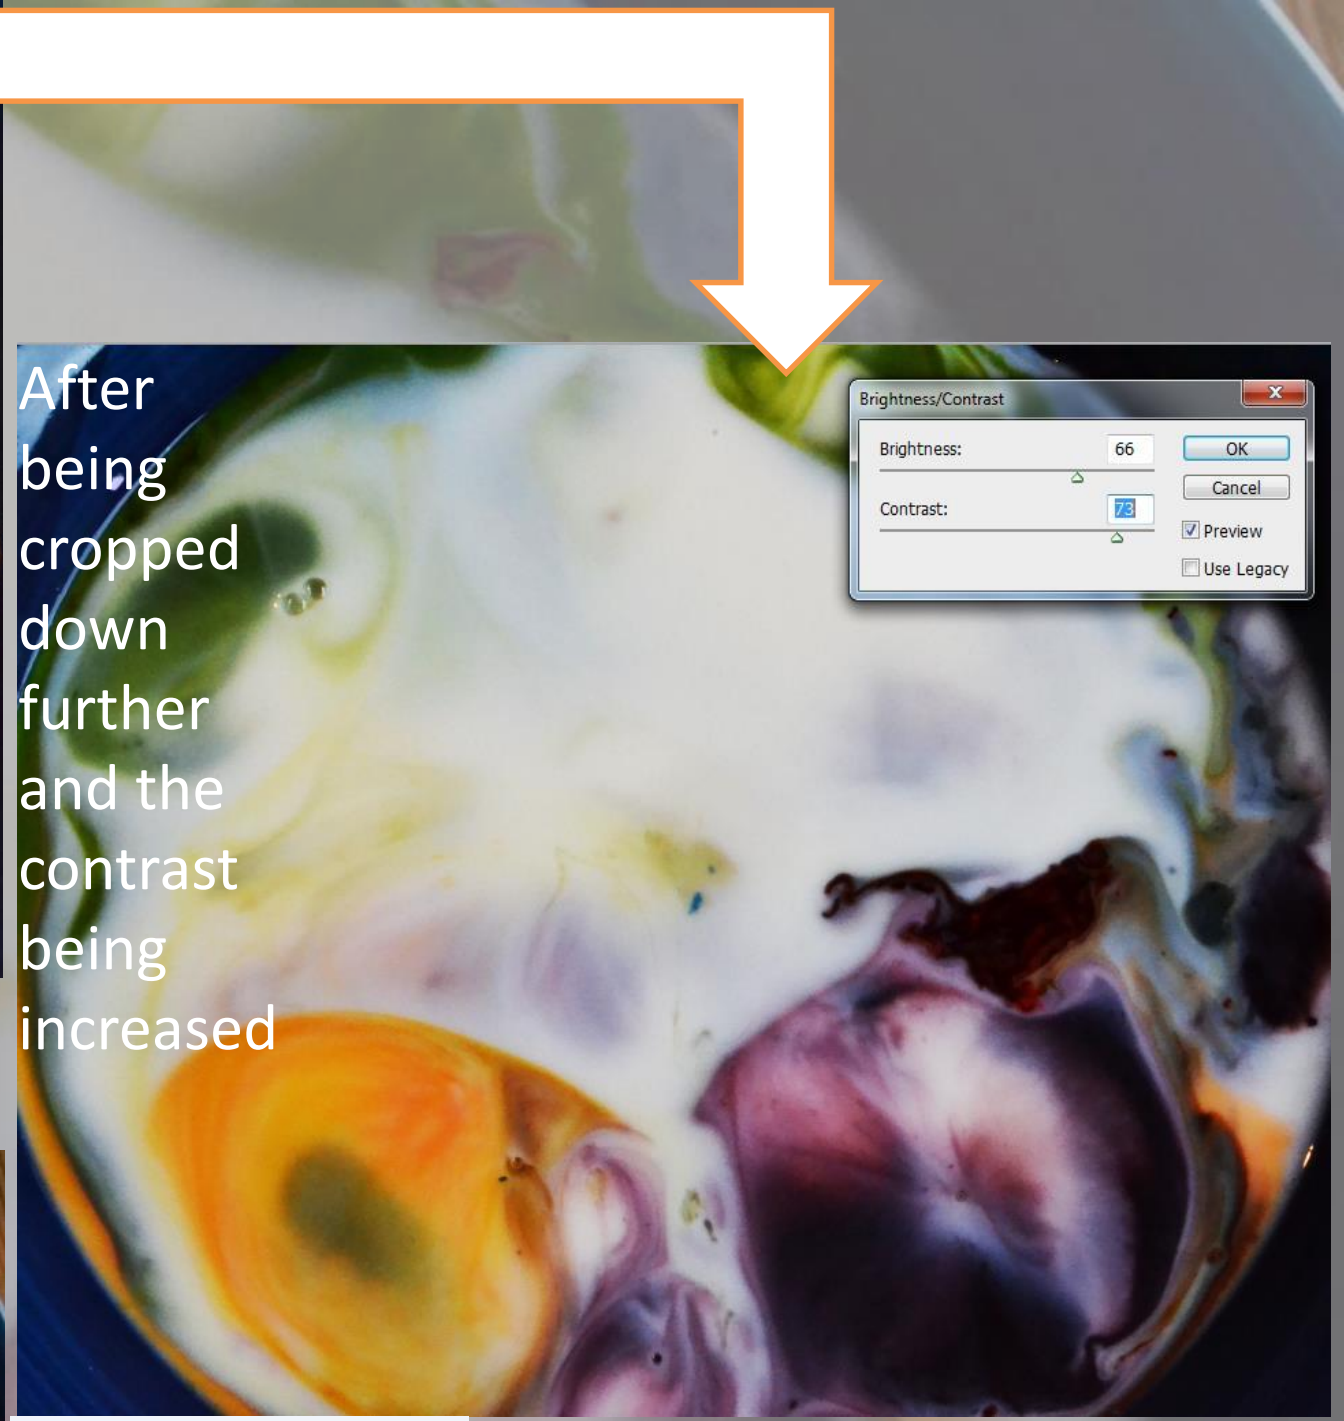 After
being
cropped
down
further
and the
contrast
being
increased
Brightness/Contrast
x
Brightness: 66
OK
Cancel
Contrast: 73
Preview
Use Legacy